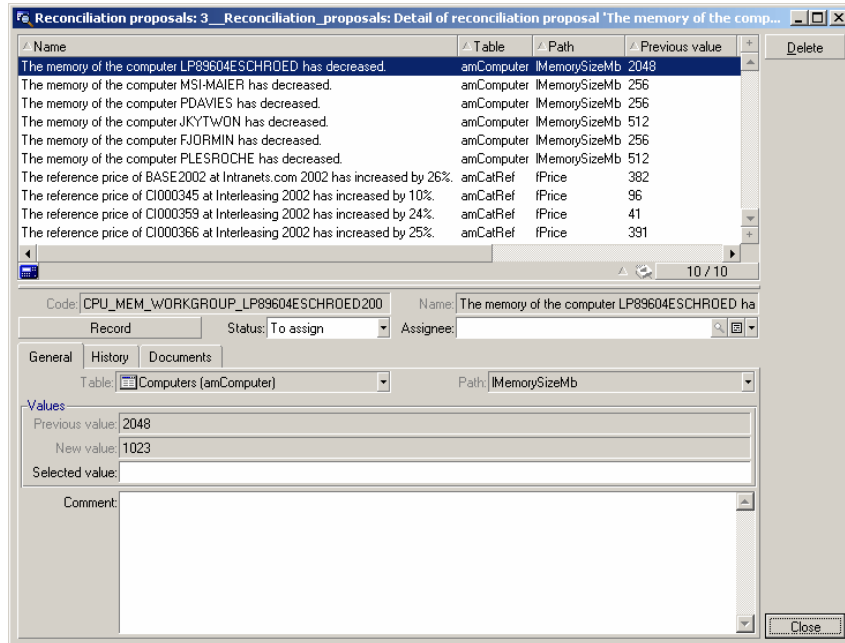 Reconciliation proposals: 3__Reconciliation_proposals: Detail of reconciliation proposal 'The memory of the comp...
Name Table Path Previous value
Delete
The memory of the computer LP89604ESCHROED has decreased. amComputer lMemorySizeMb 2048
The memory of the computer MSI-MAIER has decreased. amComputer lMemorySizeMb 256
The memory of the computer PDAVIES has decreased. amComputer lMemorySizeMb 256
The memory of the computer JKYTWON has decreased. amComputer lMemorySizeMb 512
The memory of the computer FJORMIN has decreased. amComputer lMemorySizeMb 256
The memory of the computer PLESROCHE has decreased. amComputer lMemorySizeMb 512
The reference price of BASE2002 at Intranets.com 2002 has increased by 26%. amCatRef fPrice 382
The reference price of CI000345 at Interleasing 2002 has increased by 10%. amCatRef fPrice 96
The reference price of CI000359 at Interleasing 2002 has increased by 24%. amCatRef fPrice 41
The reference price of CI000366 at Interleasing 2002 has increased by 25%. amCatRef fPrice 391
10 / 10
Code: CPU_MEM_WORKGROUP_LP89604ESCHROED200 Name: The memory of the computer LP89604ESCHROED ha
Record Status: To assign Assignee:
General History Documents
Table: Computers (amComputer) Path: lMemorySizeMb
Values
Previous value: 2048
New value: 1023
Selected value:
Comment:
Close